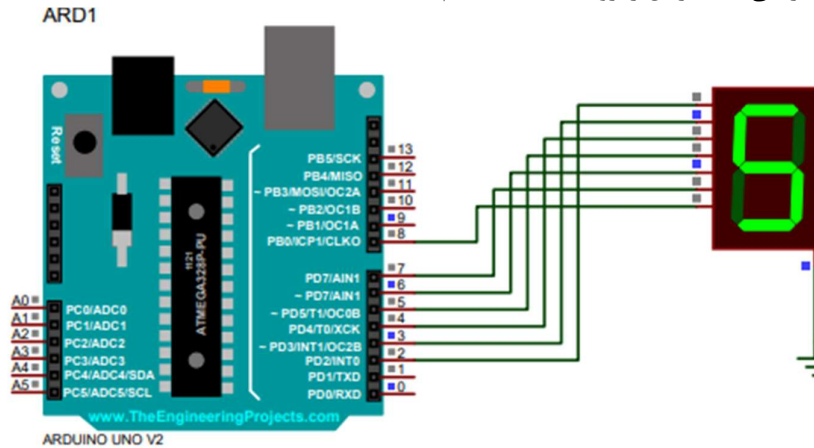 ARD1
Reset
13
PB5/SCK
12
PB4/MISO
11
~ PB3/MOSI/OC2A
10
~ PB2/OC1B
9
~ PB1/OC1A
8
PB0/ICP1/CLKO
1121
ATMEGA328P-PU
7
PD7/AIN1
6
~ PD7/AIN1
5
~ PD5/T1/OC0B
4
PD4/T0/XCK
3
~ PD3/INT1/OC2B
2
PD2/INT0
1
PD1/TXD
0
PD0/RXD
A0
PC0/ADC0
A1
PC1/ADC1
A2
PC2/ADC2
A3
PC3/ADC3
A4
PC4/ADC4/SDA
A5
PC5/ADC5/SCL
www.TheEngineeringProjects.com
ARDUINO UNO V2
5